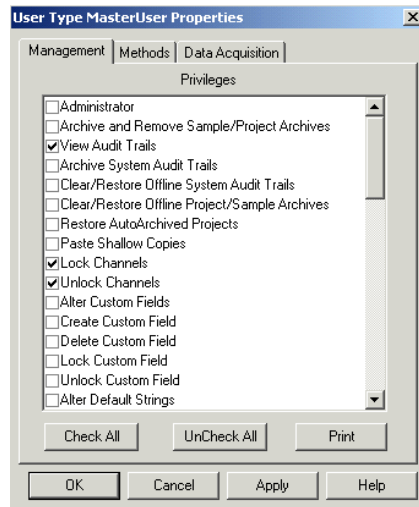 User Type MasterUser Properties
Management Methods Data Acquisition
Privileges
Administrator
Archive and Remove Sample/Project Archives
View Audit Trails
Archive System Audit Trails
Clear/Restore Offline System Audit Trails
Clear/Restore Offline Project/Sample Archives
Restore AutoArchived Projects
Paste Shallow Copies
Lock Channels
Unlock Channels
Alter Custom Fields
Create Custom Field
Delete Custom Field
Lock Custom Field
Unlock Custom Field
Alter Default Strings
Check All UnCheck All Print
OK Cancel Apply Help